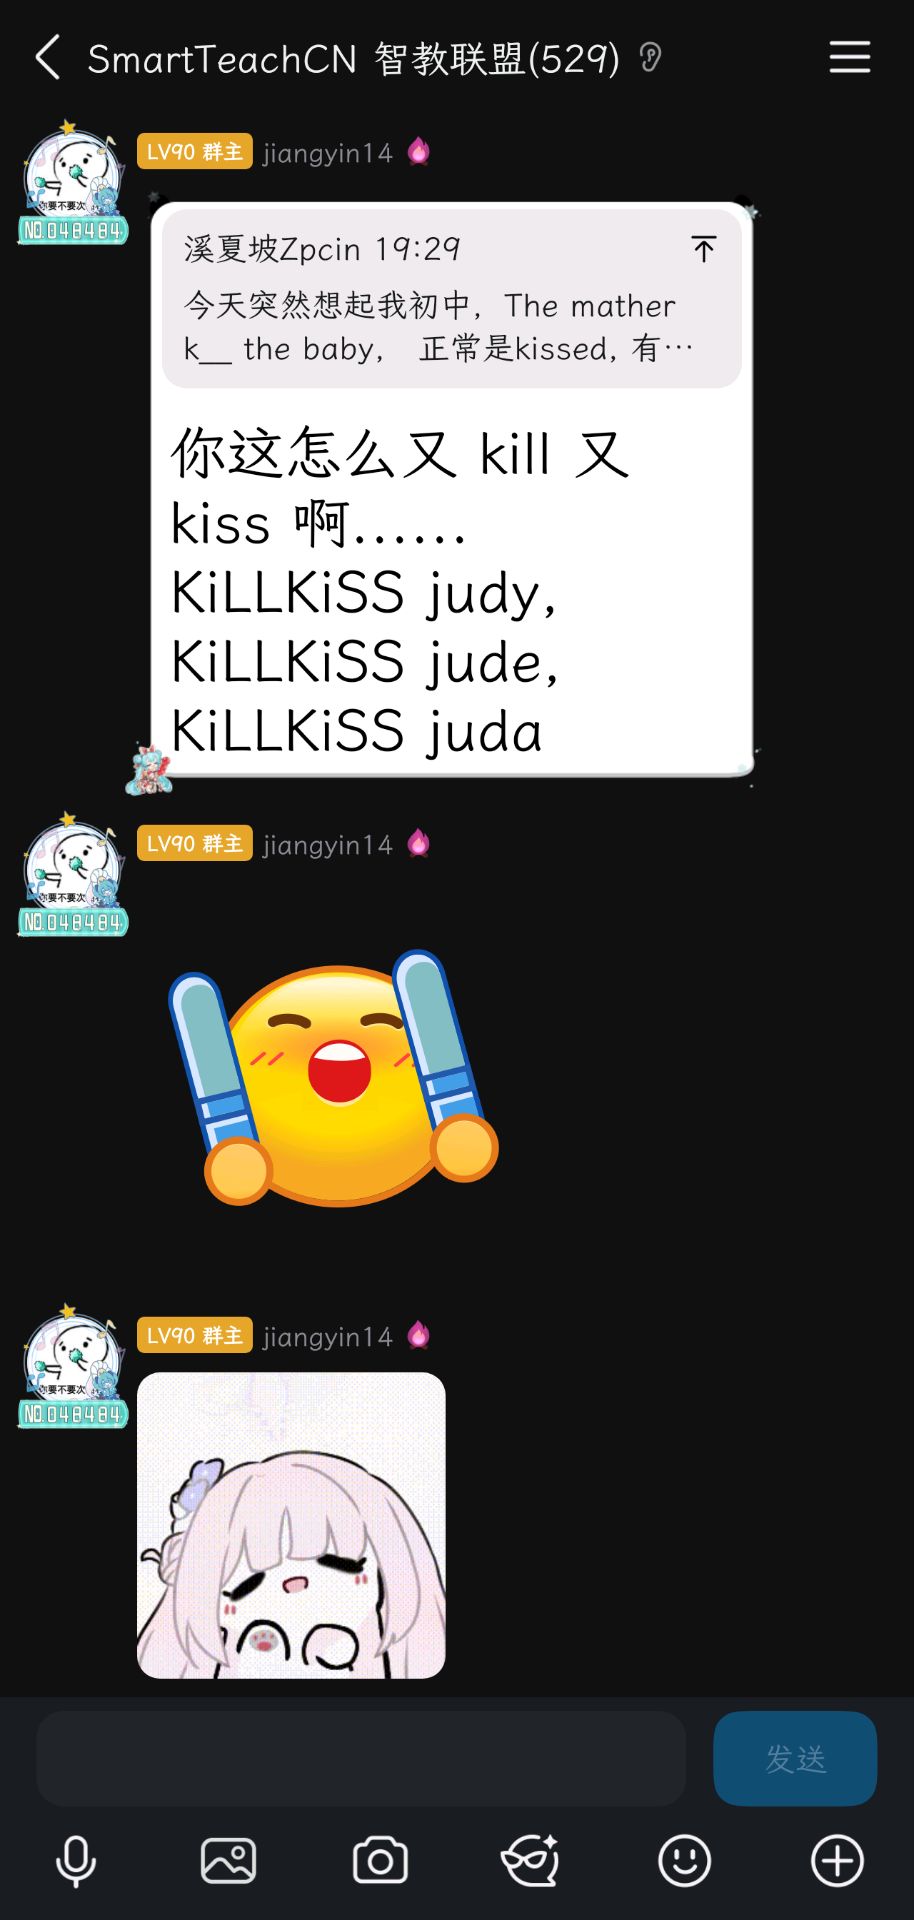 SmartTeachCN 智教联盟(529)
LV90 群主 jiangyin14
你要不要次
NO.048484
溪夏坡Zpcin 19:29
今天突然想起我初中，The mather
k__ the baby， 正常是kissed, 有…
你这怎么又 kill 又
kiss 啊……
KiLLKiSS judy,
KiLLKiSS jude,
KiLLKiSS juda
LV90 群主 jiangyin14
你要不要次
NO.048484
LV90 群主 jiangyin14
你要不要次
NO.048484
发送